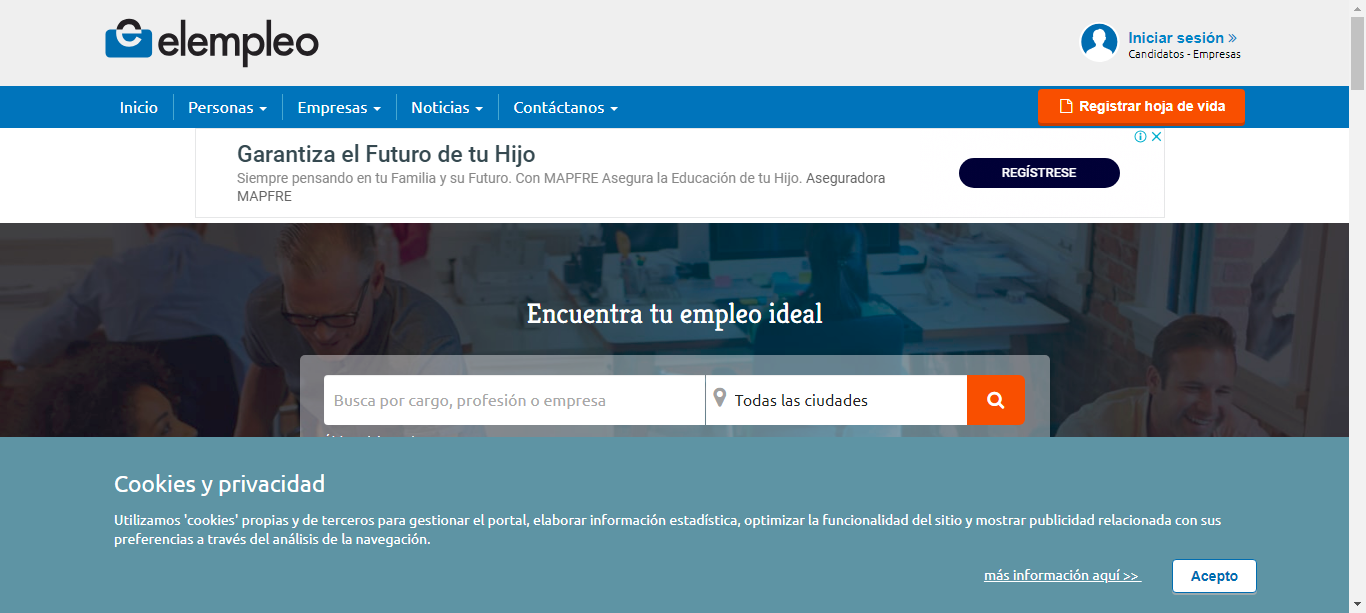 elempleo
Iniciar sesión »
Candidatos - Empresas
Inicio
Personas
Empresas
Noticias
Contáctanos
Registrar hoja de vida
Garantiza el Futuro de tu Hijo
Siempre pensando en tu Familia y su Futuro. Con MAPFRE Asegura la Educación de tu Hijo. Aseguradora
MAPFRE
REGÍSTRESE
Encuentra tu empleo ideal
Busca por cargo, profesión o empresa
Todas las ciudades
Cookies y privacidad
Utilizamos 'cookies' propias y de terceros para gestionar el portal, elaborar información estadística, optimizar la funcionalidad del sitio y mostrar publicidad relacionada con sus
preferencias a través del análisis de la navegación.
más información aquí >>
Acepto